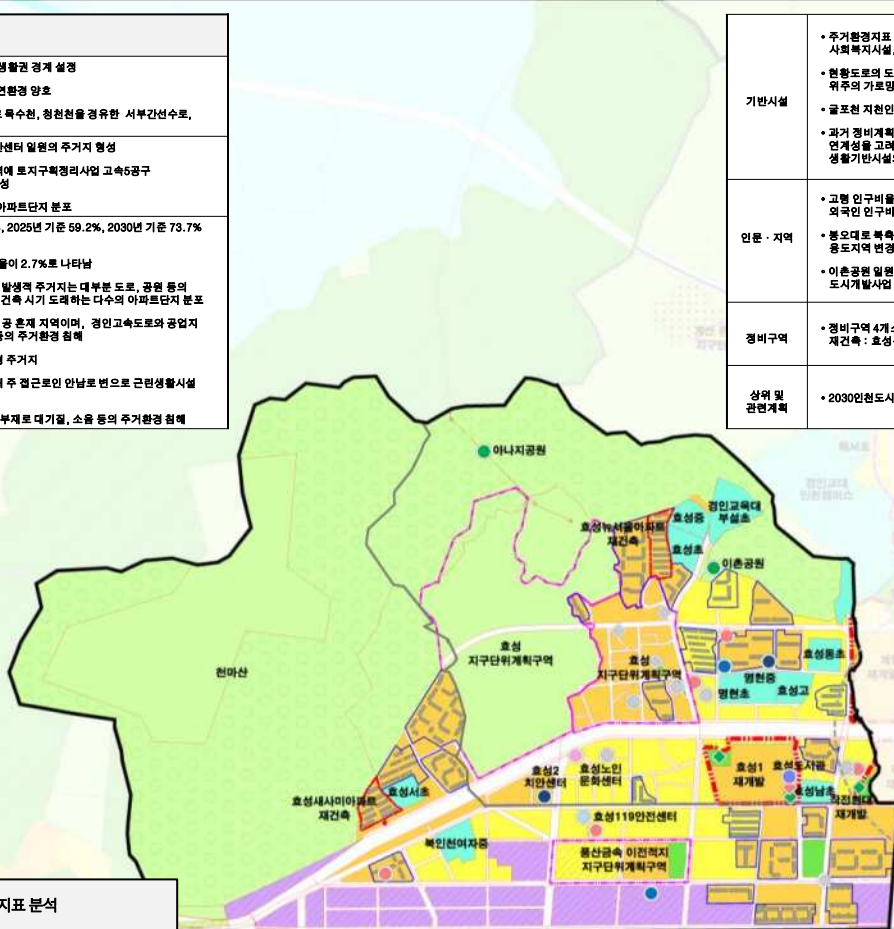 생활권 경계 설정
연환경 양호
로 목수천, 청천천을 경유한 서부간선수로,
안센터 일원의 주거지 형성
에 토지구획정리사업 고속5공구
성
아파트단지 분포
, 2025년 기준 59.2%, 2030년 기준 73.7%
율이 2.7%로 나타남
발생적 주거지는 대부분 도로, 공원 등의
건축 시기 도래하는 다수의 아파트단지 분포
공 혼재 지역이며, 경인고속도로와 공업지
등의 주거환경 침해
주거지
주 접근로인 안남로 변으로 근린생활시설
부재로 대기질, 소음 등의 주거환경 침해
기반시설
• 주거환경지표
사회복지시설,
• 현황도로의 도
위주의 가로망
• 굴포천 지천인
• 과거 정비계획
연계성을 고려
생활기반시설
인문 · 지역
• 고령 인구비율
외국인 인구비
• 봉오대로 북측
용도지역 변경
• 이촌공원 일원
도시개발사업
정비구역
• 정비구역 4개소
재건축 : 효성
상위 및
관련계획
• 2030인천도시
아나지공원
경인교육대
부설초
효성중
효성뉴서울아파트
재건축
효성초
이촌공원
경인교대
인천캠퍼스
천마산
효성
지구단위계획구역
효성
지구단위계획구역
효성동초
명현중
명현초
효성고
효성2
치안센터
효성노인
문화센터
효성1
재개발
효성도서관
효성남초
작전현대
재개발
효성새사미아파트
재건축
효성서초
효성119안전센터
북인천여자중
풍산금속 이전적지
지구단위계획구역
지표 분석